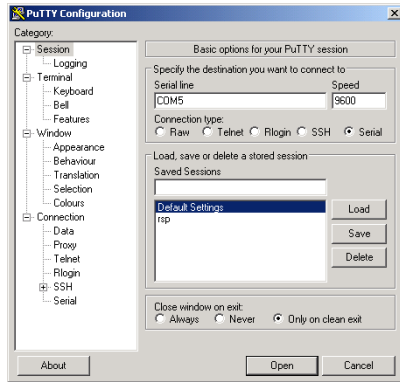 PuTTY Configuration
Category:
Session
Logging
Terminal
Keyboard
Bell
Features
Window
Appearance
Behaviour
Translation
Selection
Colours
Connection
Data
Proxy
Telnet
Rlogin
SSH
Serial
Basic options for your PuTTY session
Specify the destination you want to connect to
Serial line Speed
COM5 9600
Connection type:
Raw Telnet Rlogin SSH Serial
Load, save or delete a stored session
Saved Sessions
Default Settings
rsp
Load
Save
Delete
Close window on exit:
Always Never Only on clean exit
About Open Cancel